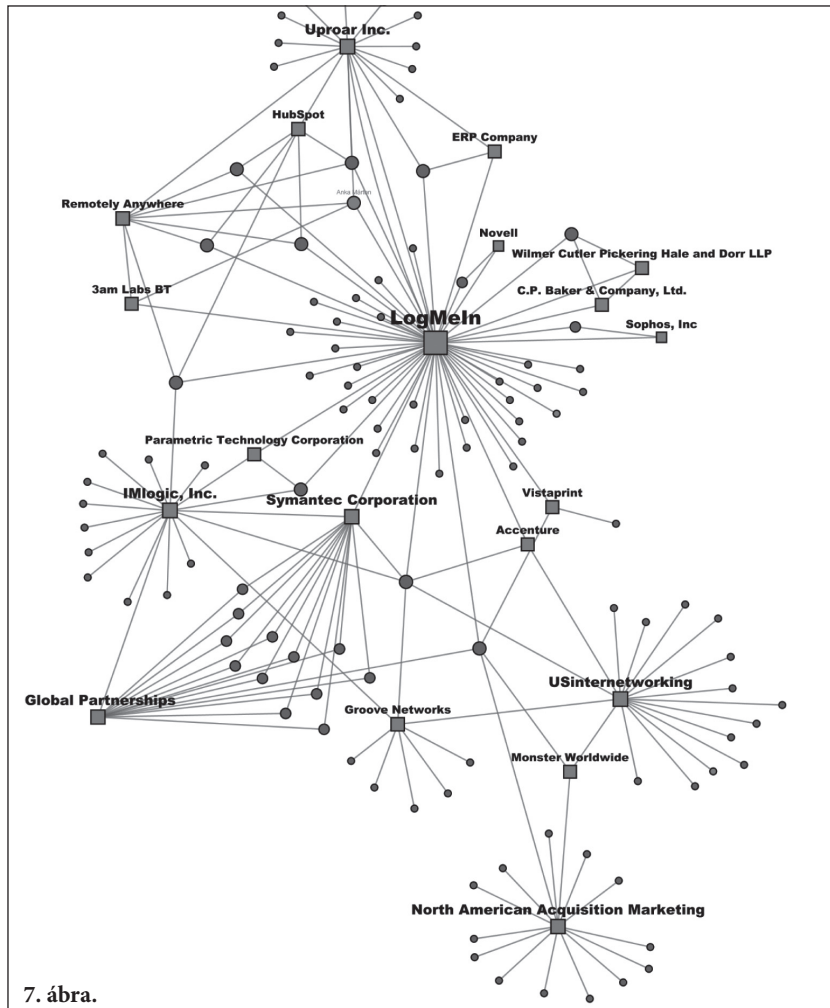 Uproar Inc.
HubSpot
ERP Company
Anka Márton
Remotely Anywhere
Novell
Wilmer Cutler Pickering Hale and Dorr LLP
3am Labs BT
C.P. Baker & Company, Ltd.
LogMeIn
Sophos, Inc
Parametric Technology Corporation
IMlogic, Inc.
Symantec Corporation
Vistaprint
Accenture
USinternetworking
Global Partnerships
Groove Networks
Monster Worldwide
North American Acquisition Marketing
7. ábra.